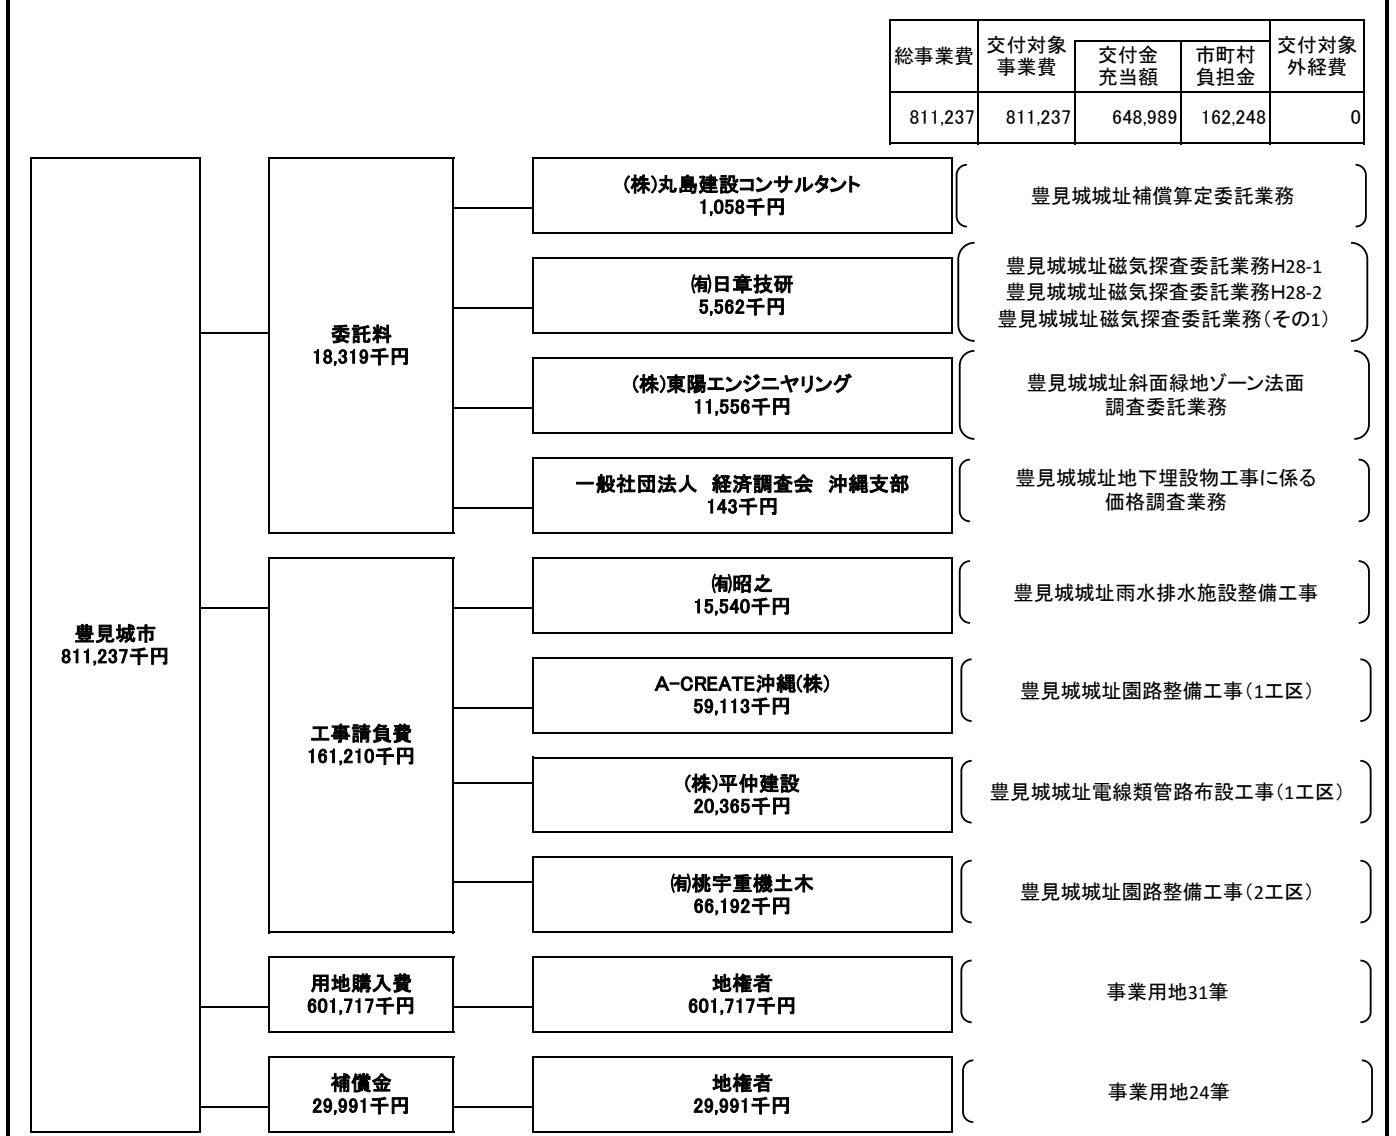 総事業費
交付対象
事業費
交付金
充当額
市町村
負担金
交付対象
外経費
811,237 811,237 648,989 162,248 0
豊見城市
811,237千円
委託料
18,319千円
(株)丸島建設コンサルタント
1,058千円
豊見城城址補償算定委託業務
㈲日章技研
5,562千円
豊見城城址磁気探査委託業務H28-1
豊見城城址磁気探査委託業務H28-2
豊見城城址磁気探査委託業務(その1)
(株)東陽エンジニヤリング
11,556千円
豊見城城址斜面緑地ゾーン法面
調査委託業務
一般社団法人 経済調査会 沖縄支部
143千円
豊見城城址地下埋設物工事に係る
価格調査業務
工事請負費
161,210千円
㈲昭之
15,540千円
豊見城城址雨水排水施設整備工事
A-CREATE沖縄(株)
59,113千円
豊見城城址園路整備工事(1工区)
(株)平仲建設
20,365千円
豊見城城址電線類管路布設工事(1工区)
㈲桃宇重機土木
66,192千円
豊見城城址園路整備工事(2工区)
用地購入費
601,717千円
地権者
601,717千円
事業用地31筆
補償金
29,991千円
地権者
29,991千円
事業用地24筆